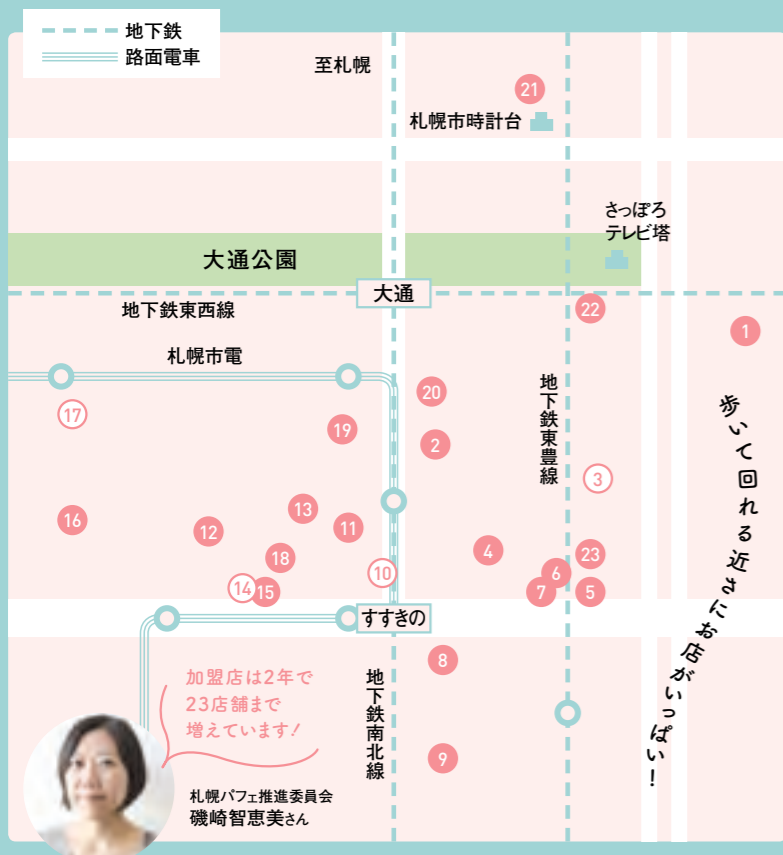 地下鉄
路面電車
至札幌
21
札幌市時計台
さっぽろ
テレビ塔
大通公園
大通
地下鉄東西線
22
1
札幌市電
20
地下鉄東豊線
17
19
2
歩いて回れる近さにお店がいっぱい!
3
16
13
12
11
4
23
18
10
6
14
15
7
5
すすきの
8
加盟店は2年で
23店舗まで
増えています!
地下鉄南北線
9
札幌パフェ推進委員会
磯崎智恵美さん